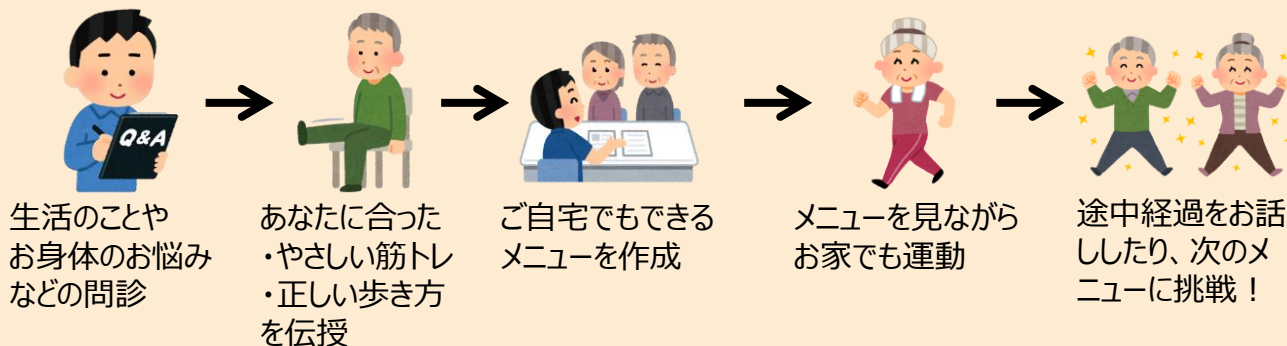 Q&A
生活のことや
お身体のお悩み
などの問診
あなたに合った
・やさしい筋トレ
・正しい歩き方
を伝授
ご自宅でもできる
メニューを作成
メニューを見ながら
お家でも運動
途中経過をお話
ししたり、次のメ
ニューに挑戦！